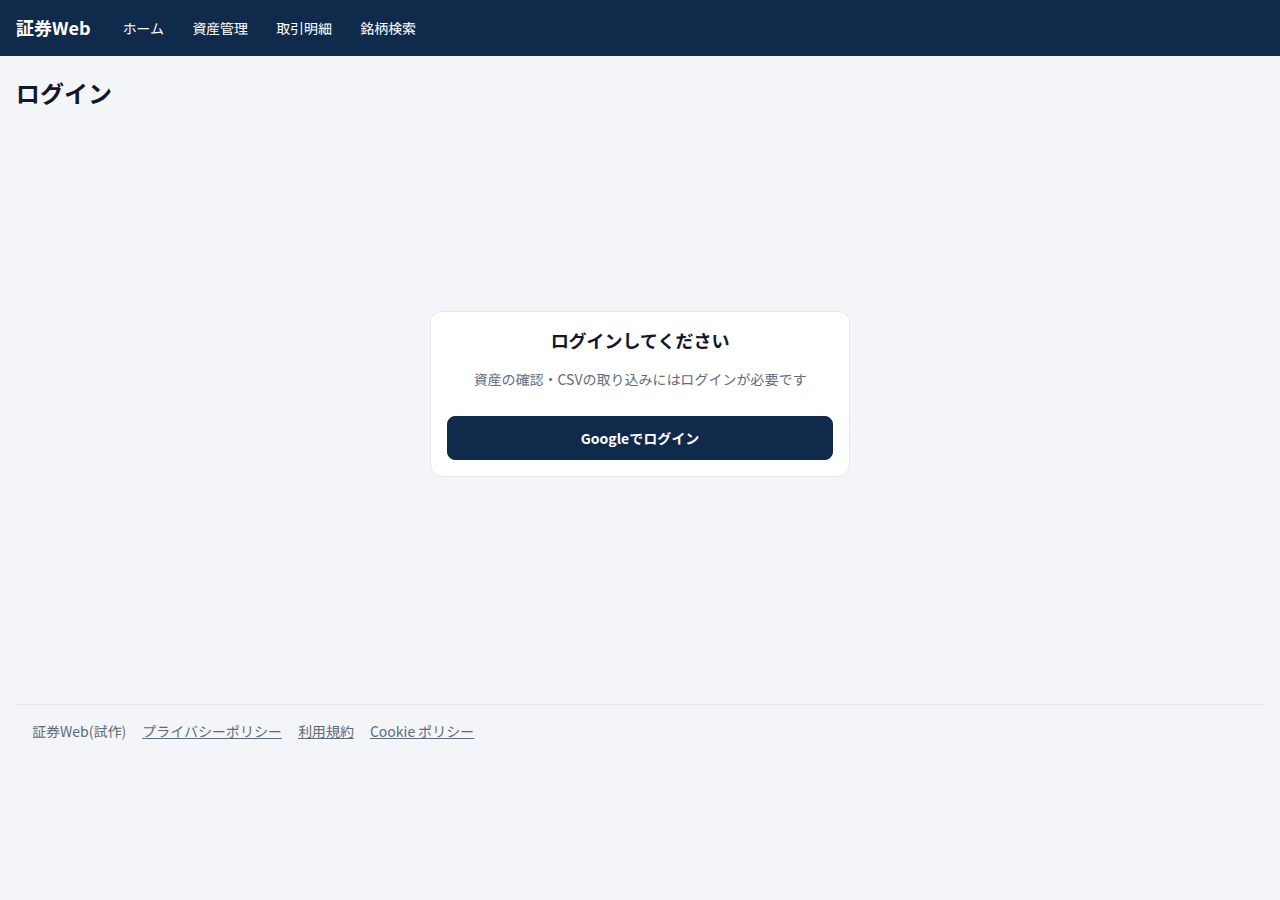 証券Web ホーム 資産管理 取引明細 銘柄検索
ログイン
ログインしてください
資産の確認・CSVの取り込みにはログインが必要です
Googleでログイン
証券Web(試作) プライバシーポリシー 利用規約 Cookie ポリシー